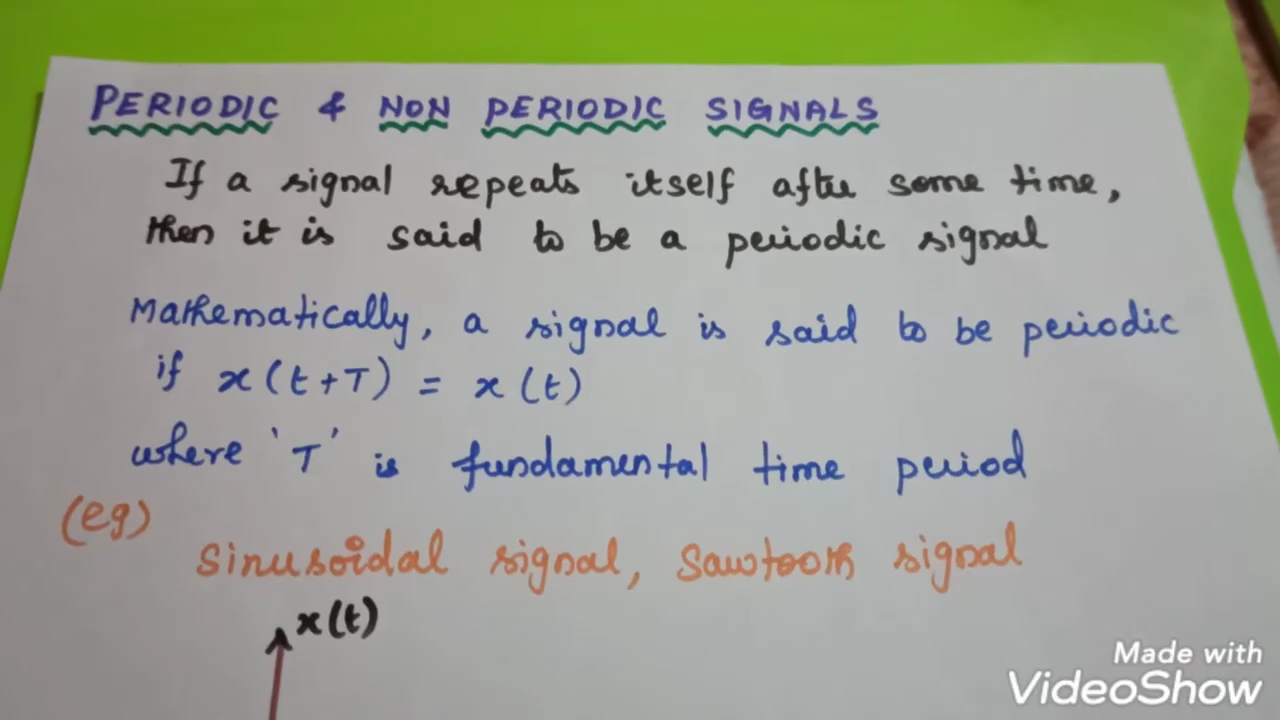 PERIODIC & NON PERIODIC SIGNALS
If a signal repeats itself after some time,
then it is said to be a periodic signal
Mathematically, a signal is said to be periodic
if x(t+T) = x(t)
where 'T' is fundamental time period
(eg)
Sinusoidal signal, Sawtooth signal
x(t)
Made with
VideoShow